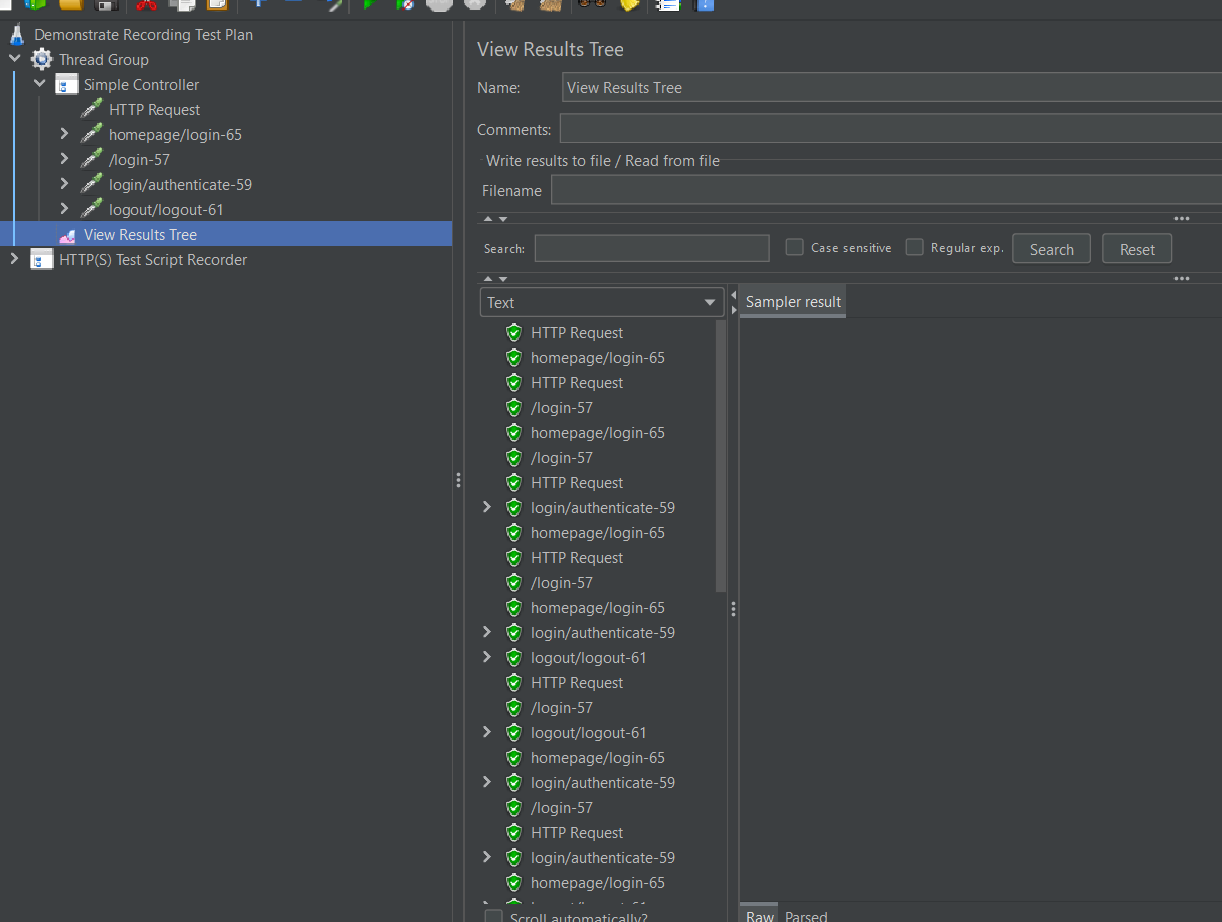 Demonstrate Recording Test Plan
Thread Group
Simple Controller
HTTP Request
homepage/login-65
/login-57
login/authenticate-59
logout/logout-61
View Results Tree
HTTP(S) Test Script Recorder
View Results Tree
Name: View Results Tree
Comments:
Write results to file / Read from file
Filename
Search: Case sensitive Regular exp. Search Reset
Text
Sampler result
HTTP Request
homepage/login-65
HTTP Request
/login-57
homepage/login-65
/login-57
HTTP Request
login/authenticate-59
homepage/login-65
HTTP Request
/login-57
homepage/login-65
login/authenticate-59
logout/logout-61
HTTP Request
/login-57
logout/logout-61
homepage/login-65
login/authenticate-59
/login-57
HTTP Request
login/authenticate-59
homepage/login-65
Scroll automatically?
Raw Parsed